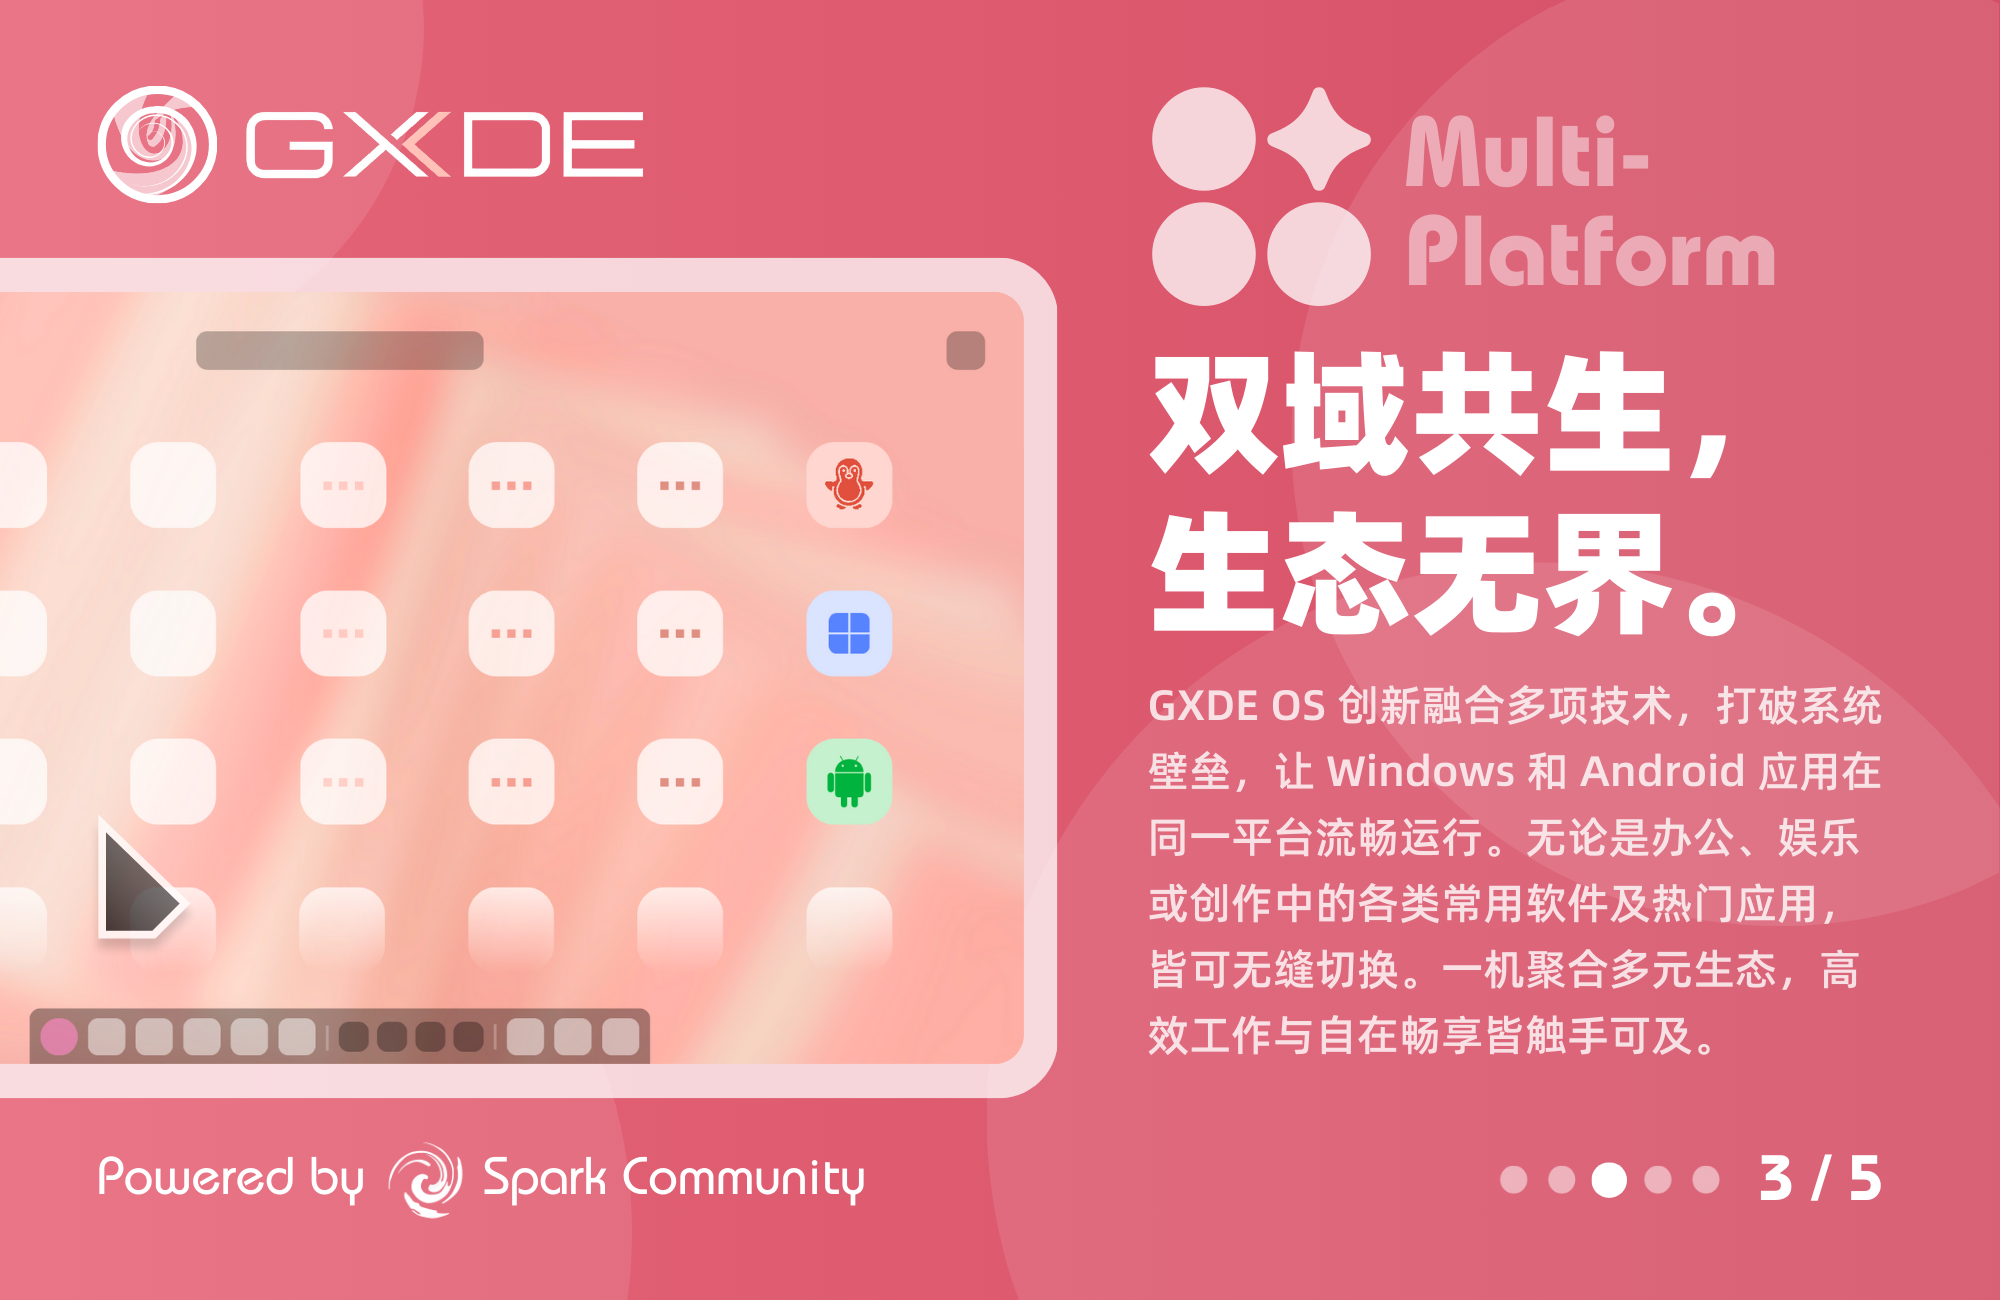 GXDE
Multi-
Platform
双域共生，
生态无界。
GXDE OS 创新融合多项技术，打破系统
壁垒，让 Windows 和 Android 应用在
同一平台流畅运行。无论是办公、娱乐
或创作中的各类常用软件及热门应用，
皆可无缝切换。一机聚合多元生态，高
效工作与自在畅享皆触手可及。
Powered by Spark Community
3 / 5